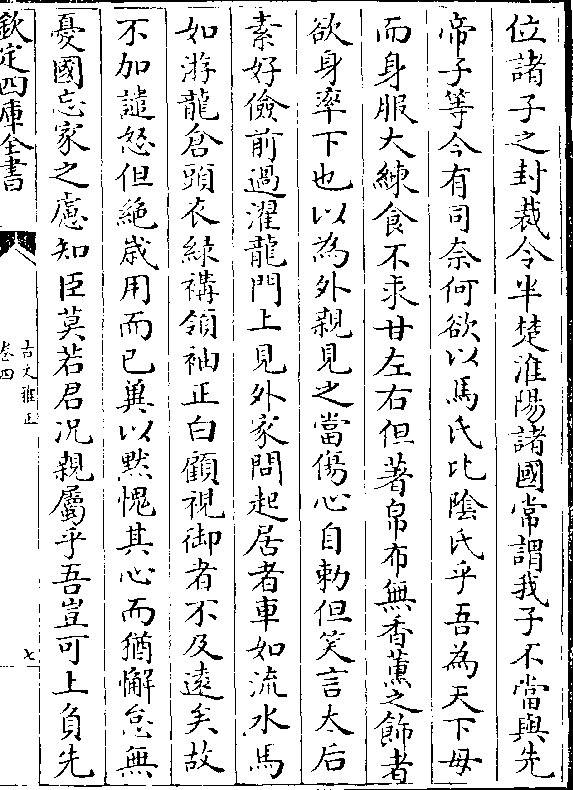 位諸子之封裁令半楚淮陽諸國常謂我子不當與先
帝子等今有司奈何欲以馬氏比隂氏乎吾為天下毋
而身服大練食不求甘左右但著帛布無香薰之飾者
欲身率下也以為外親見之當傷心自勅但笑言太后
素好儉前過濯龍門上見外家問起居者車如流水馬
如游龍倉頭衣緑褠領袖正白顧視御者不及逺矣故
不加譴怒但絶歲用而已兾以黙愧其心而猶懈怠無
憂國忘家之慮知臣莫若君况親屬乎吾豈可上負先
欽定四庫全書
古文雅正
卷四
七